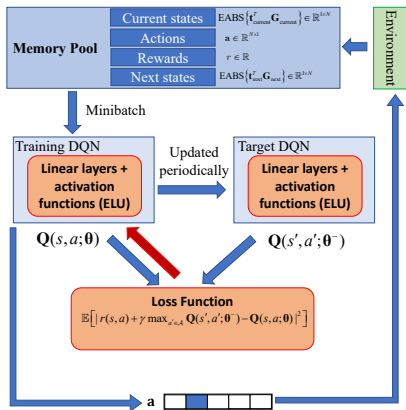 Memory Pool
Current states EABS{t^T_current G_current} ∈ ℝ^{1×N}
Actions a ∈ ℝ^{N×1}
Rewards r ∈ ℝ
Next states EABS{t^T_next G_next} ∈ ℝ^{1×N}
Environment
Minibatch
Training DQN
Linear layers +
activation
functions (ELU)
Updated
periodically
Target DQN
Linear layers +
activation
functions (ELU)
Q(s,a;θ)
Q(s′,a′;θ⁻)
Loss Function
𝔼[| r(s,a) + γ max_{a′∈𝒜} Q(s′,a′;θ⁻) − Q(s,a;θ) |²]
a